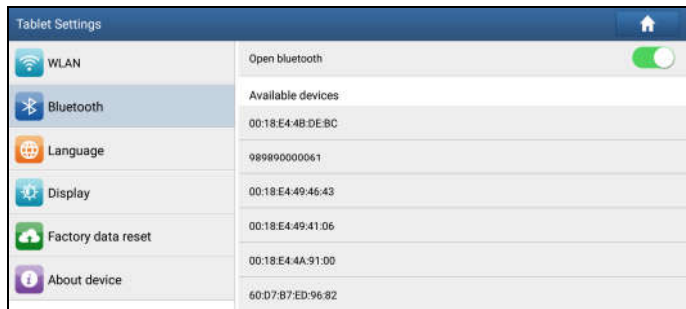 Tablet Settings
WLAN
Bluetooth
Language
Display
Factory data reset
About device
Open bluetooth
Available devices
00:18:E4:4B:DE:BC
989890000061
00:18:E4:49:46:43
00:18:E4:49:41:06
00:18:E4:4A:91:00
60:D7:B7:ED:96:82